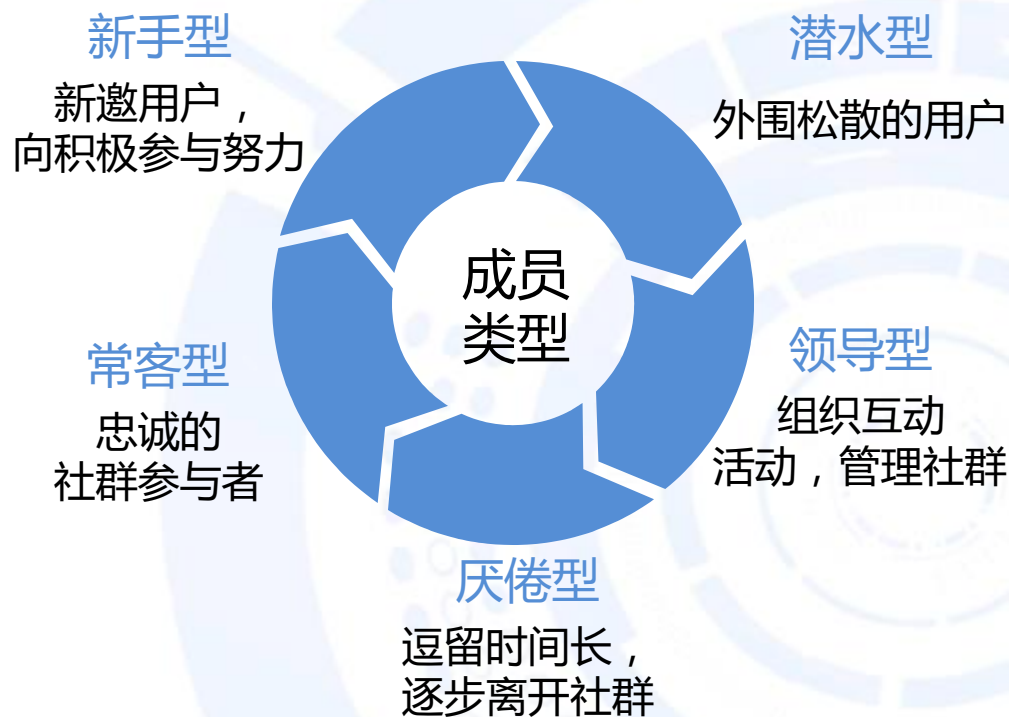 新手型
新邀用户，
向积极参与努力
潜水型
外围松散的用户
成员
类型
常客型
忠诚的
社群参与者
领导型
组织互动
活动，管理社群
厌倦型
逗留时间长，
逐步离开社群